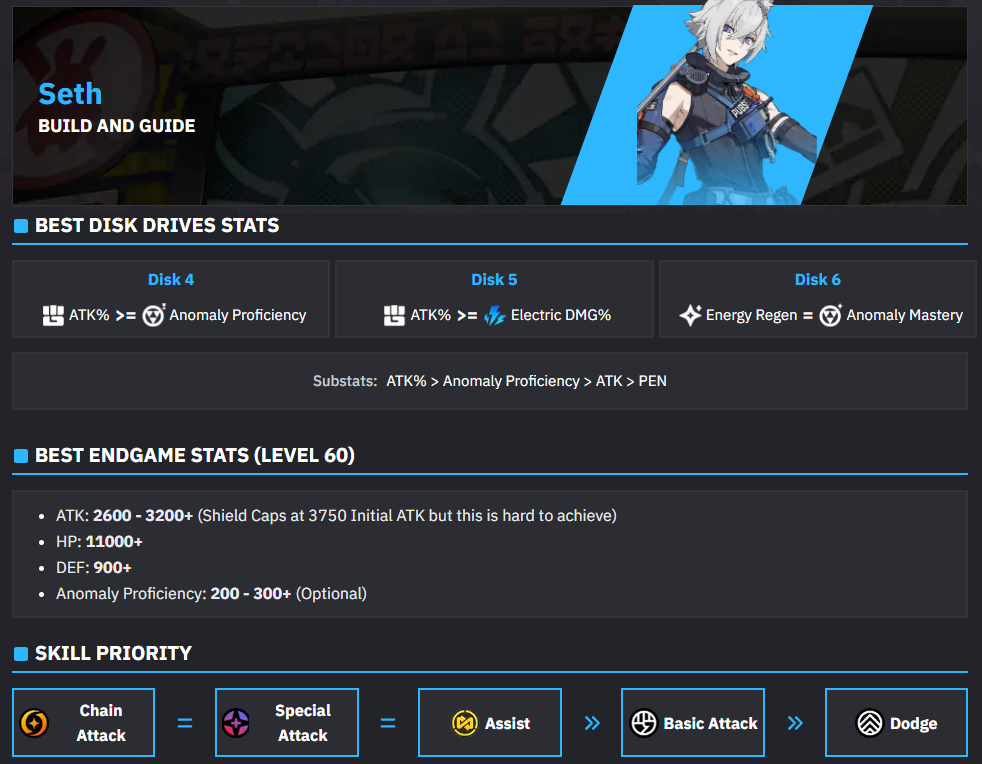 Seth
BUILD AND GUIDE
PUBSEC
BEST DISK DRIVES STATS
Disk 4
ATK% >= Anomaly Proficiency
Disk 5
ATK% >= Electric DMG%
Disk 6
Energy Regen = Anomaly Mastery
Substats: ATK% > Anomaly Proficiency > ATK > PEN
BEST ENDGAME STATS (LEVEL 60)
• ATK: 2600 - 3200+ (Shield Caps at 3750 Initial ATK but this is hard to achieve)
• HP: 11000+
• DEF: 900+
• Anomaly Proficiency: 200 - 300+ (Optional)
SKILL PRIORITY
Chain
Attack
=
Special
Attack
=
Assist
»
Basic Attack
»
Dodge